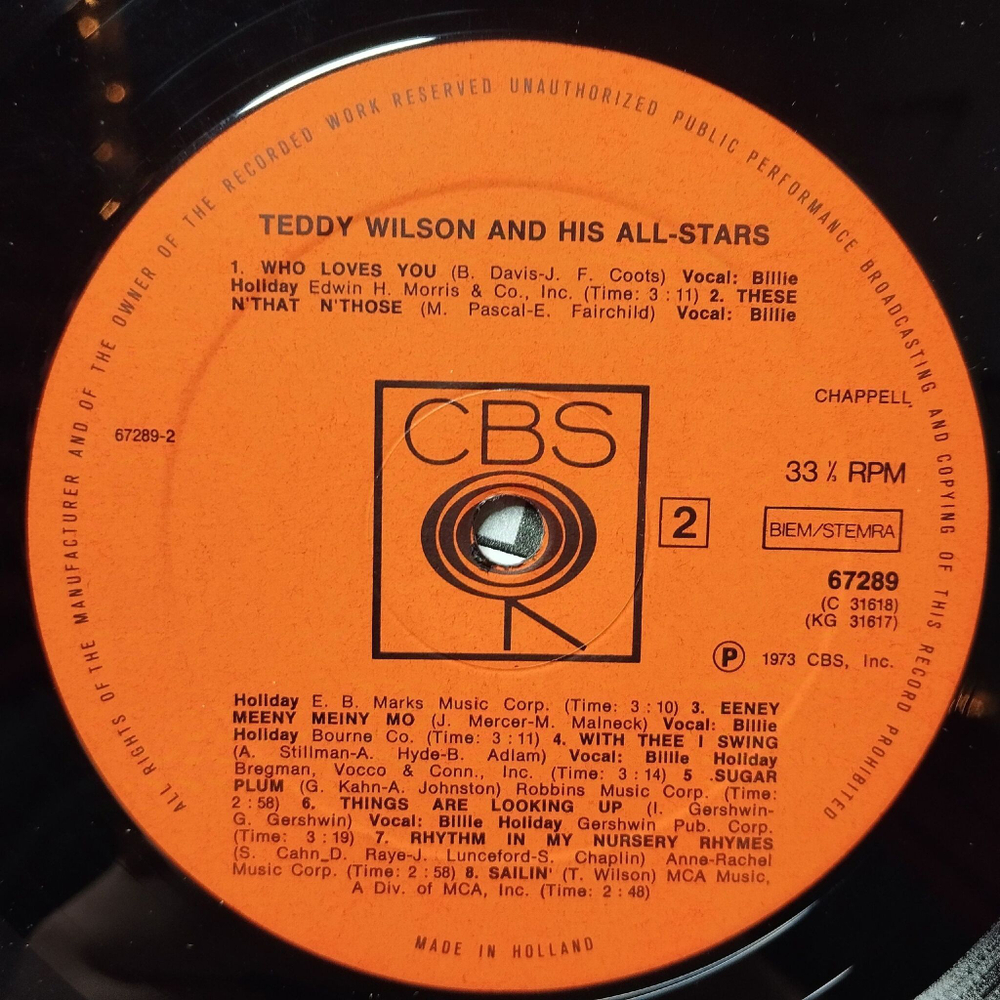 ALL RIGHTS OF THE MANUFACTURER AND OF THE OWNER OF THE RECORDED WORK RESERVED UNAUTHORIZED PUBLIC PERFORMANCE BROADCASTING AND COPYING OF THIS RECORD PROHIBITED
TEDDY WILSON AND HIS ALL-STARS
1. WHO LOVES YOU (B. Davis-J. F. Coots) Vocal: Billie
Holiday Edwin H. Morris & Co., Inc. (Time: 3 : 11) 2. THESE
N'THAT N'THOSE (M. Pascal-E. Fairchild) Vocal: Billie
CBS
CHAPPELL
67289-2
33 ⅓ RPM
2
BIEM/STEMRA
67289
(C 31618)
(KG 31617)
℗ 1973 CBS, Inc.
Holiday E. B. Marks Music Corp. (Time: 3 : 10) 3. EENEY
MEENY MEINY MO (J. Mercer-M. Malneck) Vocal: Billie
Holiday Bourne Co. (Time: 3 : 11) 4. WITH THEE I SWING
(A. Stillman-A. Hyde-B. Adlam) Vocal: Billie Holiday
Bregman, Vocco & Conn., Inc. (Time: 3 : 14) 5 .SUGAR
PLUM (G. Kahn-A. Johnston) Robbins Music Corp. (Time:
2 : 58) 6. THINGS ARE LOOKING UP (I. Gershwin-
G. Gershwin) Vocal: Billie Holiday Gershwin Pub. Corp.
(Time: 3 : 19) 7. RHYTHM IN MY NURSERY RHYMES
(S. Cahn_D. Raye-J. Lunceford-S. Chaplin) Anne-Rachel
Music Corp. (Time: 2 : 58) 8. SAILIN' (T. Wilson) MCA Music,
A Div. of MCA, Inc. (Time: 2 : 48)
MADE IN HOLLAND